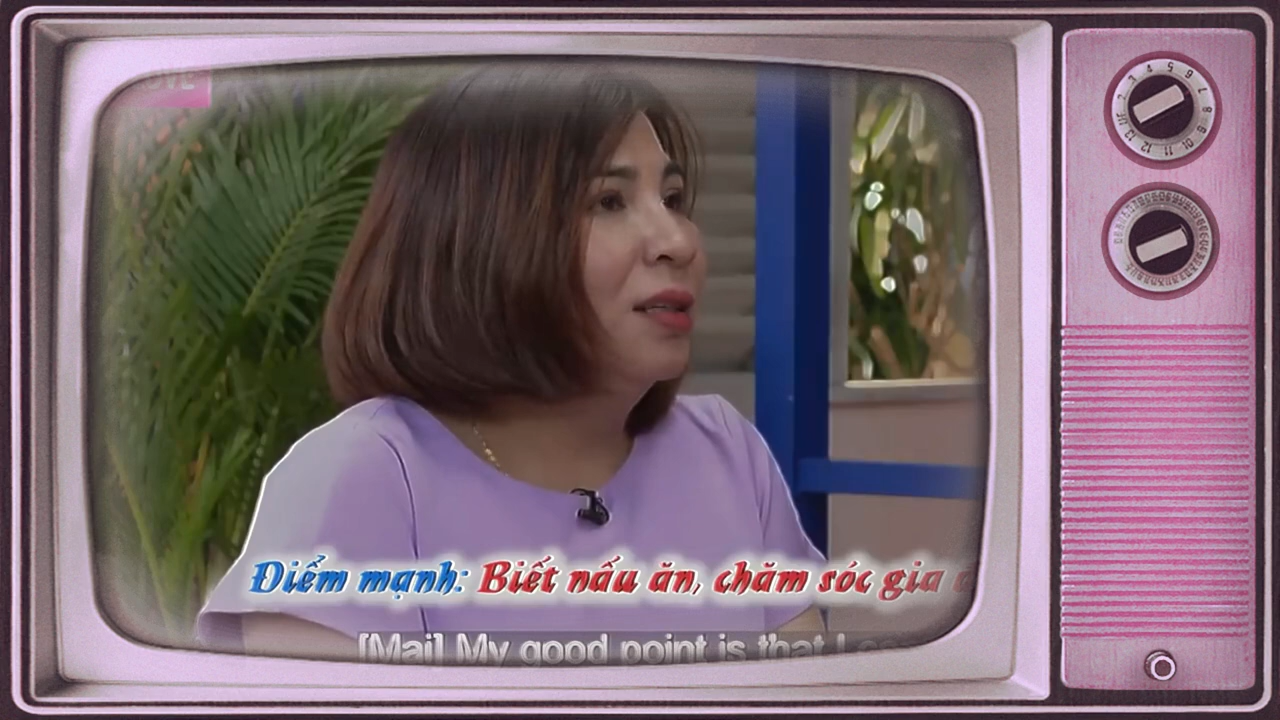 Điểm mạnh: Biết nấu ăn, chăm sóc gia
[Mai] My good point is that I